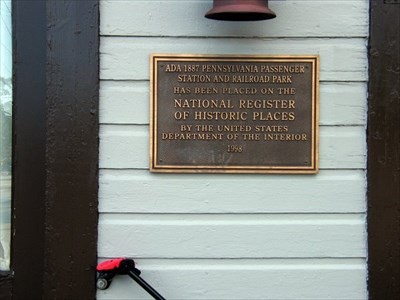 ADA 1887 PENNSYLVANIA PASSENGER
STATION AND RAILROAD PARK
HAS BEEN PLACED ON THE
NATIONAL REGISTER
OF HISTORIC PLACES
BY THE UNITED STATES
DEPARTMENT OF THE INTERIOR
1998